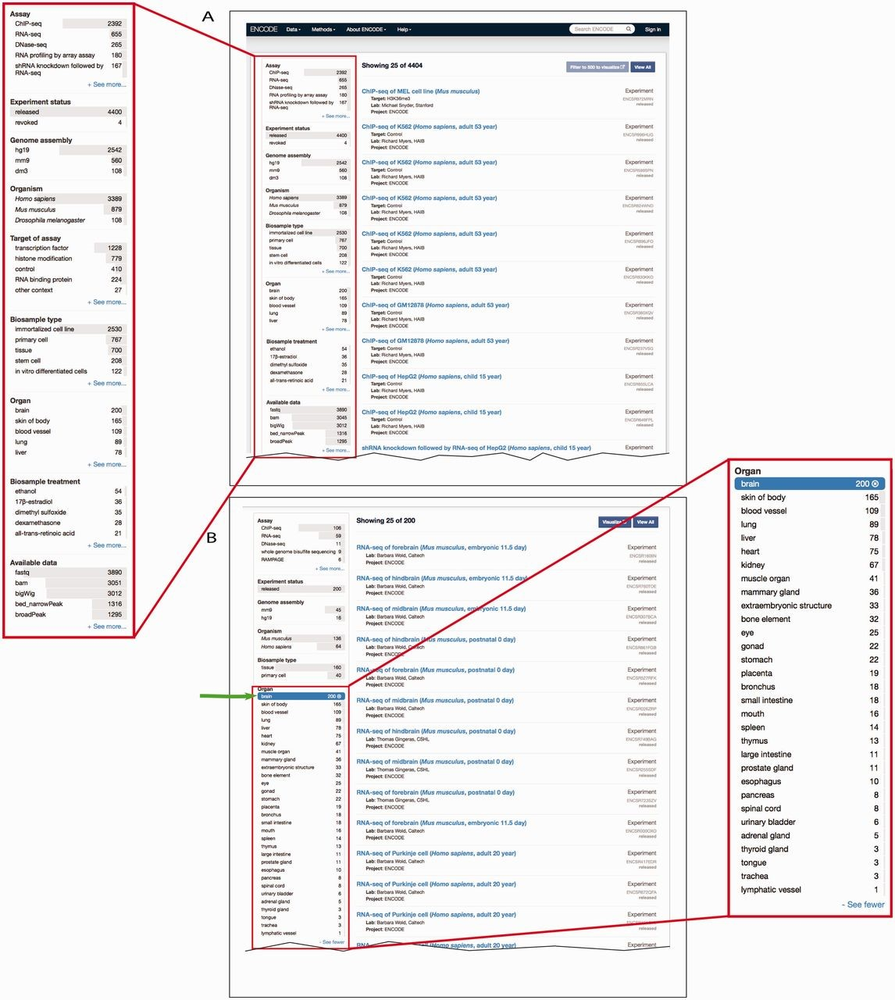 Assay
ChIP-seq 2392
RNA-seq 655
DNase-seq 265
RNA profiling by array assay 180
shRNA knockdown followed by 167
RNA-seq
+ See more...
Experiment status
released 4400
revoked 4
Genome assembly
hg19 2542
mm9 560
dm3 108
Organism
Homo sapiens 3389
Mus musculus 879
Drosophila melanogaster 108
Target of assay
transcription factor 1228
histone modification 779
control 410
RNA binding protein 224
other context 27
+ See more...
Biosample type
immortalized cell line 2530
primary cell 767
tissue 700
stem cell 208
in vitro differentiated cells 122
+ See more...
Organ
brain 200
skin of body 165
blood vessel 109
lung 89
liver 78
+ See more...
Biosample treatment
ethanol 54
17β-estradiol 36
dimethyl sulfoxide 35
dexamethasone 28
all-trans-retinoic acid 21
+ See more...
Available data
fastq 3890
bam 3051
bigWig 3012
bed_narrowPeak 1316
broadPeak 1295
+ See more...
A
ENCODE Data Methods About ENCODE Help Search ENCODE Sign in
Assay
ChIP-seq 2392
RNA-seq 655
DNase-seq 265
RNA profiling by array assay 180
shRNA knockdown followed by 167
RNA-seq
+ See more...
Experiment status
released 4400
revoked 4
Genome assembly
hg19 2542
mm9 560
dm3 108
Organism
Homo sapiens 3389
Mus musculus 879
Drosophila melanogaster 108
Biosample type
immortalized cell line 2530
primary cell 767
tissue 700
stem cell 208
in vitro differentiated cells 122
+ See more...
Organ
brain 200
skin of body 165
blood vessel 109
lung 89
liver 78
+ See more...
Biosample treatment
ethanol 54
17β-estradiol 36
dimethyl sulfoxide 35
dexamethasone 28
all-trans-retinoic acid 21
+ See more...
Available data
fastq 3890
bam 3045
bigWig 3012
bed_narrowPeak 1316
broadPeak 1295
+ See more...
Showing 25 of 4404 Filter to 500 to visualize View All
ChIP-seq of MEL cell line (Mus musculus) Experiment
Target: H3K36me3
Lab: Michael Snyder, Stanford released
Project: ENCODE
ChIP-seq of K562 (Homo sapiens, adult 53 year) Experiment
Target: Control
Lab: Richard Myers, HAIB released
Project: ENCODE
ChIP-seq of K562 (Homo sapiens, adult 53 year) Experiment
Target: Control
Lab: Richard Myers, HAIB released
Project: ENCODE
ChIP-seq of K562 (Homo sapiens, adult 53 year) Experiment
Target: Control
Lab: Richard Myers, HAIB released
Project: ENCODE
ChIP-seq of K562 (Homo sapiens, adult 53 year) Experiment
Target: Control
Lab: Richard Myers, HAIB released
Project: ENCODE
ChIP-seq of K562 (Homo sapiens, adult 53 year) Experiment
Target: Control
Lab: Richard Myers, HAIB released
Project: ENCODE
ChIP-seq of GM12878 (Homo sapiens, adult 53 year) Experiment
Target: Control
Lab: Richard Myers, HAIB released
Project: ENCODE
ChIP-seq of GM12878 (Homo sapiens, adult 53 year) Experiment
Target: Control
Lab: Richard Myers, HAIB released
Project: ENCODE
ChIP-seq of HepG2 (Homo sapiens, child 15 year) Experiment
Target: Control
Lab: Richard Myers, HAIB released
Project: ENCODE
ChIP-seq of HepG2 (Homo sapiens, child 15 year) Experiment
Target: Control
Lab: Richard Myers, HAIB released
Project: ENCODE
shRNA knockdown followed by RNA-seq of HepG2 (Homo sapiens, child 15 year) Experiment
B
Assay
ChIP-seq 106
RNA-seq 59
DNase-seq 11
whole genome bisulfite sequencing 9
RAMPAGE 6
+ See more...
Experiment status
released 200
Genome assembly
mm9 45
hg19 16
Organism
Mus musculus 136
Homo sapiens 64
Biosample type
tissue 160
primary cell 40
Organ
brain 200
skin of body 165
blood vessel 109
lung 89
liver 78
heart 75
kidney 67
muscle organ 41
mammary gland 36
extraembryonic structure 33
bone element 32
eye 25
gonad 22
stomach 22
placenta 19
bronchus 18
small intestine 18
mouth 16
spleen 14
thymus 13
large intestine 11
prostate gland 11
esophagus 10
pancreas 8
spinal cord 8
urinary bladder 6
adrenal gland 5
thyroid gland 3
tongue 3
trachea 3
lymphatic vessel 1
- See fewer
Showing 25 of 200 Visualize View All
RNA-seq of forebrain (Mus musculus, embryonic 11.5 day) Experiment
Lab: Barbara Wold, Caltech
Project: ENCODE released
RNA-seq of hindbrain (Mus musculus, embryonic 11.5 day) Experiment
Lab: Barbara Wold, Caltech
Project: ENCODE released
RNA-seq of midbrain (Mus musculus, embryonic 11.5 day) Experiment
Lab: Barbara Wold, Caltech
Project: ENCODE released
RNA-seq of hindbrain (Mus musculus, postnatal 0 day) Experiment
Lab: Barbara Wold, Caltech
Project: ENCODE released
RNA-seq of forebrain (Mus musculus, postnatal 0 day) Experiment
Lab: Barbara Wold, Caltech
Project: ENCODE released
RNA-seq of midbrain (Mus musculus, postnatal 0 day) Experiment
Lab: Barbara Wold, Caltech
Project: ENCODE released
RNA-seq of hindbrain (Mus musculus, postnatal 0 day) Experiment
Lab: Thomas Gingeras, CSHL
Project: ENCODE released
RNA-seq of midbrain (Mus musculus, postnatal 0 day) Experiment
Lab: Thomas Gingeras, CSHL
Project: ENCODE released
RNA-seq of forebrain (Mus musculus, postnatal 0 day) Experiment
Lab: Thomas Gingeras, CSHL
Project: ENCODE released
RNA-seq of forebrain (Mus musculus, embryonic 11.5 day) Experiment
Lab: Barbara Wold, Caltech
Project: ENCODE released
RNA-seq of Purkinje cell (Homo sapiens, adult 20 year) Experiment
Lab: Barbara Wold, Caltech
Project: ENCODE released
RNA-seq of Purkinje cell (Homo sapiens, adult 20 year) Experiment
Lab: Barbara Wold, Caltech
Project: ENCODE released
RNA-seq of Purkinje cell (Homo sapiens, adult 20 year) Experiment
Lab: Barbara Wold, Caltech
Project: ENCODE released
(Homo sapiens, adult 20 year) Experiment
Organ
brain 200
skin of body 165
blood vessel 109
lung 89
liver 78
heart 75
kidney 67
muscle organ 41
mammary gland 36
extraembryonic structure 33
bone element 32
eye 25
gonad 22
stomach 22
placenta 19
bronchus 18
small intestine 18
mouth 16
spleen 14
thymus 13
large intestine 11
prostate gland 11
esophagus 10
pancreas 8
spinal cord 8
urinary bladder 6
adrenal gland 5
thyroid gland 3
tongue 3
trachea 3
lymphatic vessel 1
- See fewer